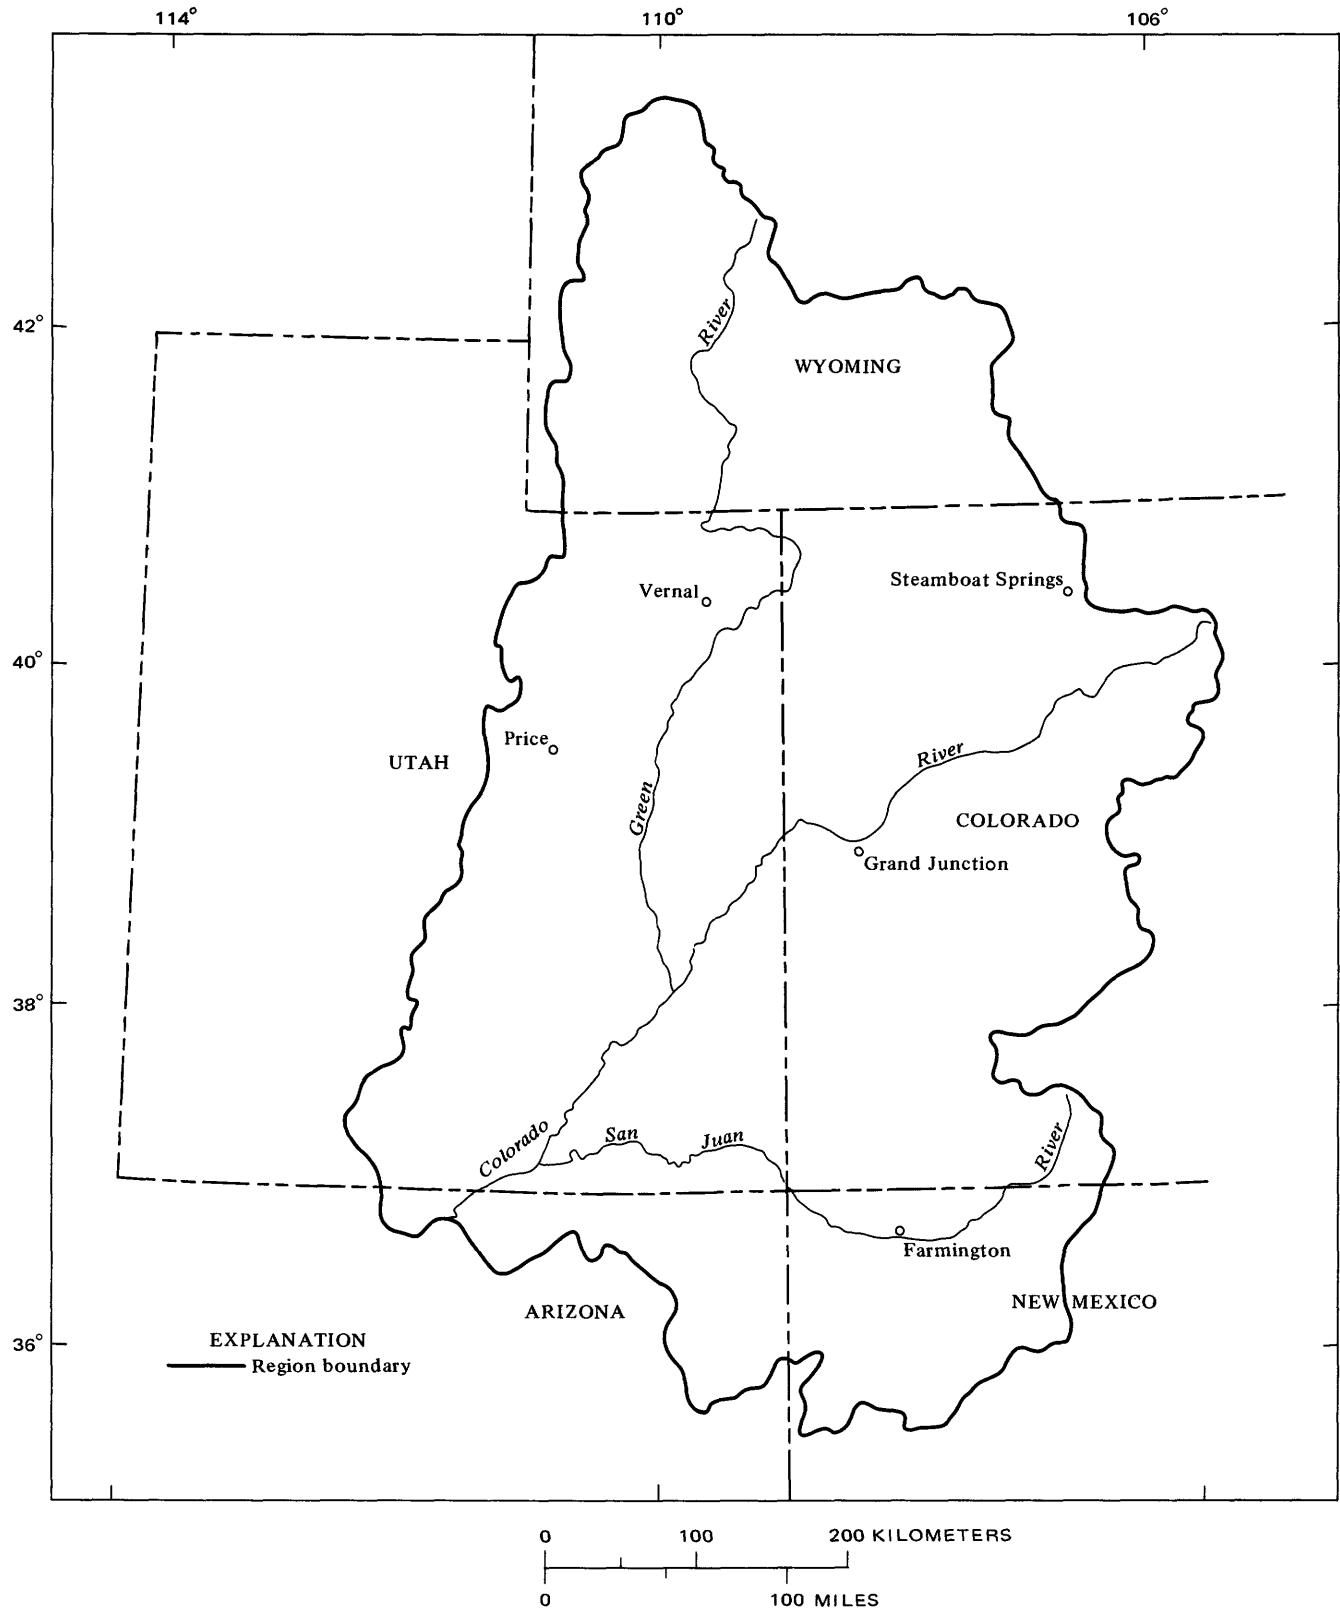 114° 110° 106°
River
42°
WYOMING
Steamboat Springs
Vernal
40°
Price
UTAH
River
Green
COLORADO
Grand Junction
38°
Colorado
San Juan
River
Farmington
NEW MEXICO
ARIZONA
36°
EXPLANATION
Region boundary
0 100 200 KILOMETERS
0 100 MILES